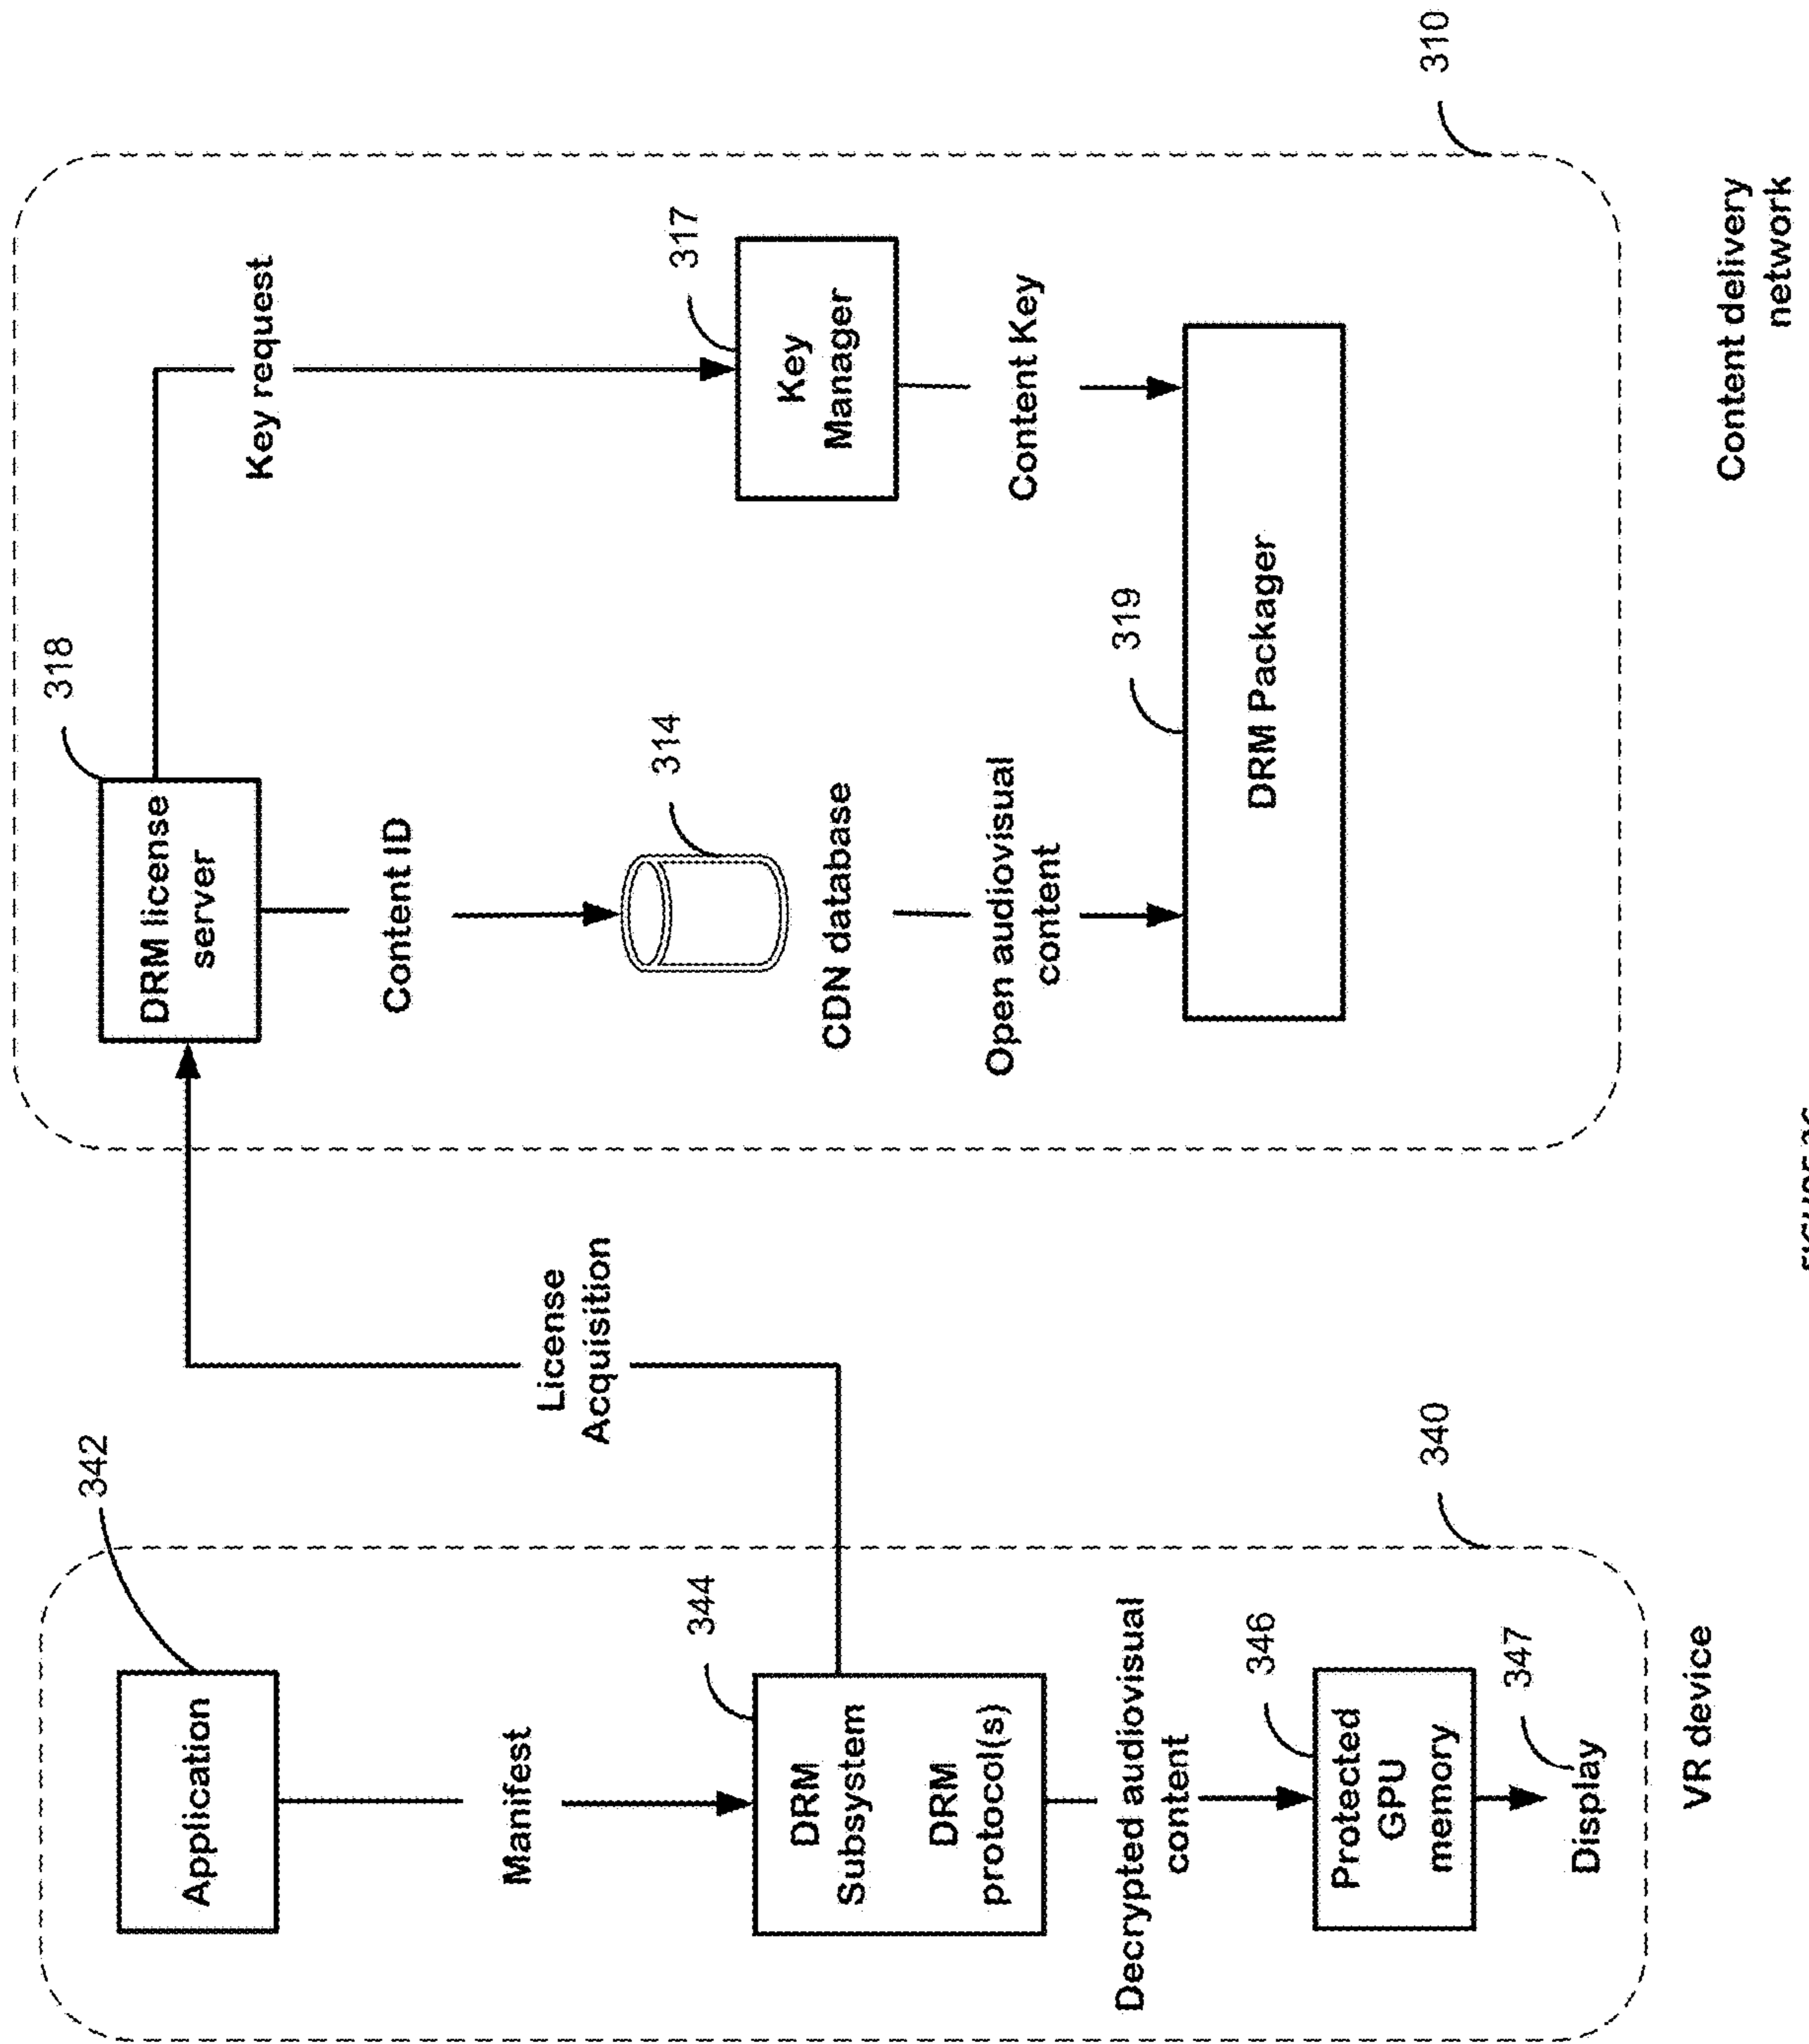 342
Application
Manifest
344
DRM
Subsystem
DRM
protocol(s)
Decrypted audiovisual
content
346
Protected
GPU
memory
347
Display
340
VR device
License
Acquisition
318
DRM license
server
Key request
Content ID
314
CDN database
317
Key
Manager
Open audiovisual
content
Content Key
319
DRM Packager
310
Content delivery
network